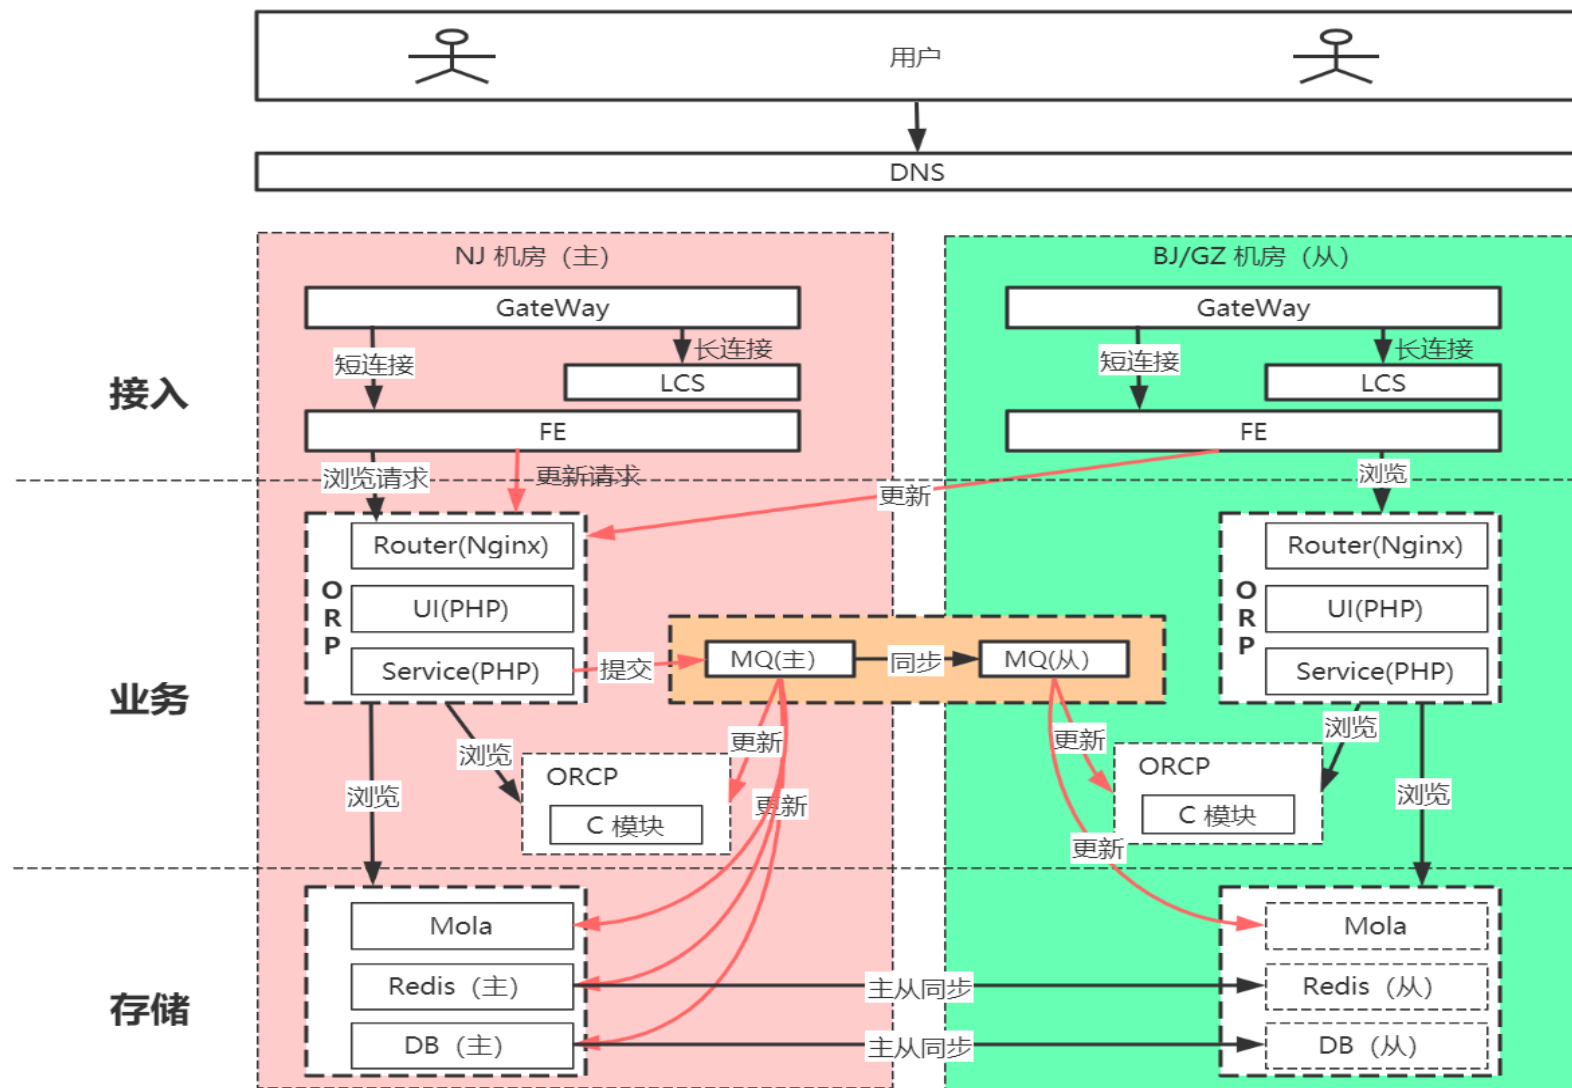 用户
DNS
NJ 机房（主）
GateWay
短连接
长连接
LCS
FE
浏览请求
更新请求
BJ/GZ 机房（从）
GateWay
短连接
长连接
LCS
FE
更新
浏览
接入
Router(Nginx)
UI(PHP)
Service(PHP)
ORP
提交
MQ(主)
同步
MQ(从)
Router(Nginx)
UI(PHP)
Service(PHP)
ORP
业务
浏览
浏览
更新
更新
ORCP
C 模块
更新
更新
ORCP
C 模块
浏览
浏览
存储
Mola
Redis（主）
DB（主）
主从同步
主从同步
Mola
Redis（从）
DB（从）